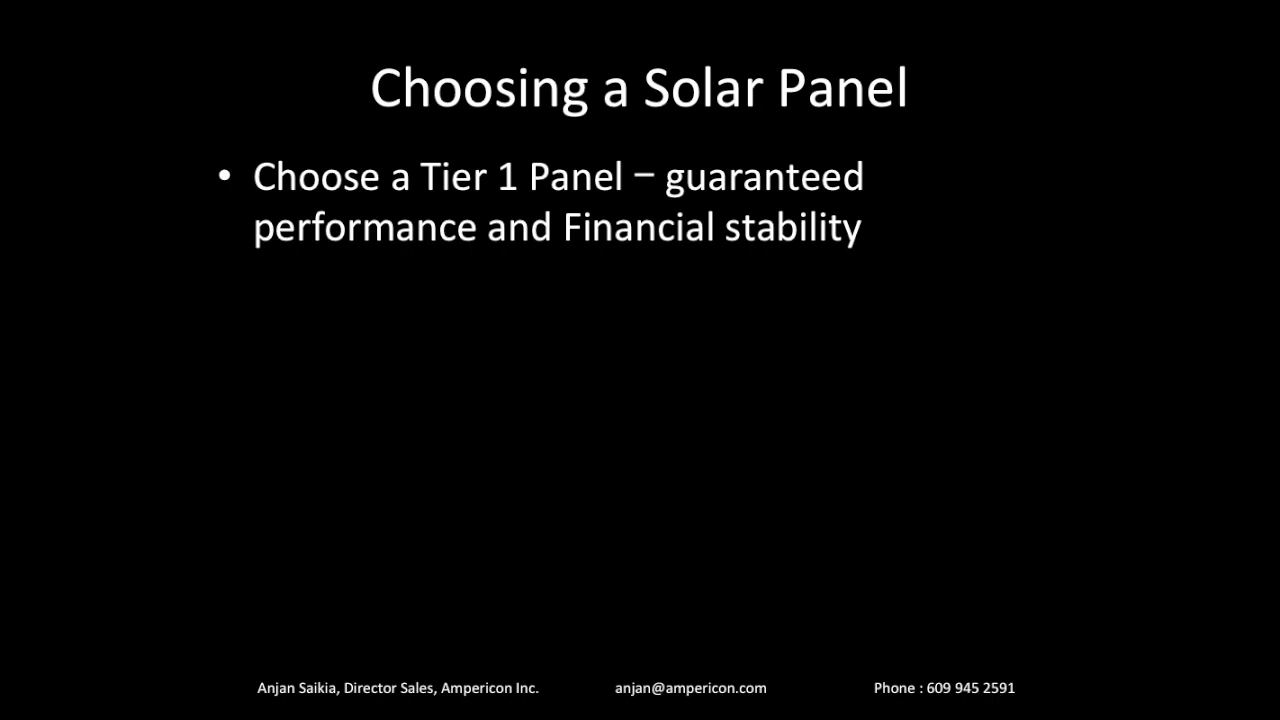 Choosing a Solar Panel
• Choose a Tier 1 Panel – guaranteed
performance and Financial stability
Anjan Saikia, Director Sales, Ampericon Inc. anjan@ampericon.com Phone : 609 945 2591